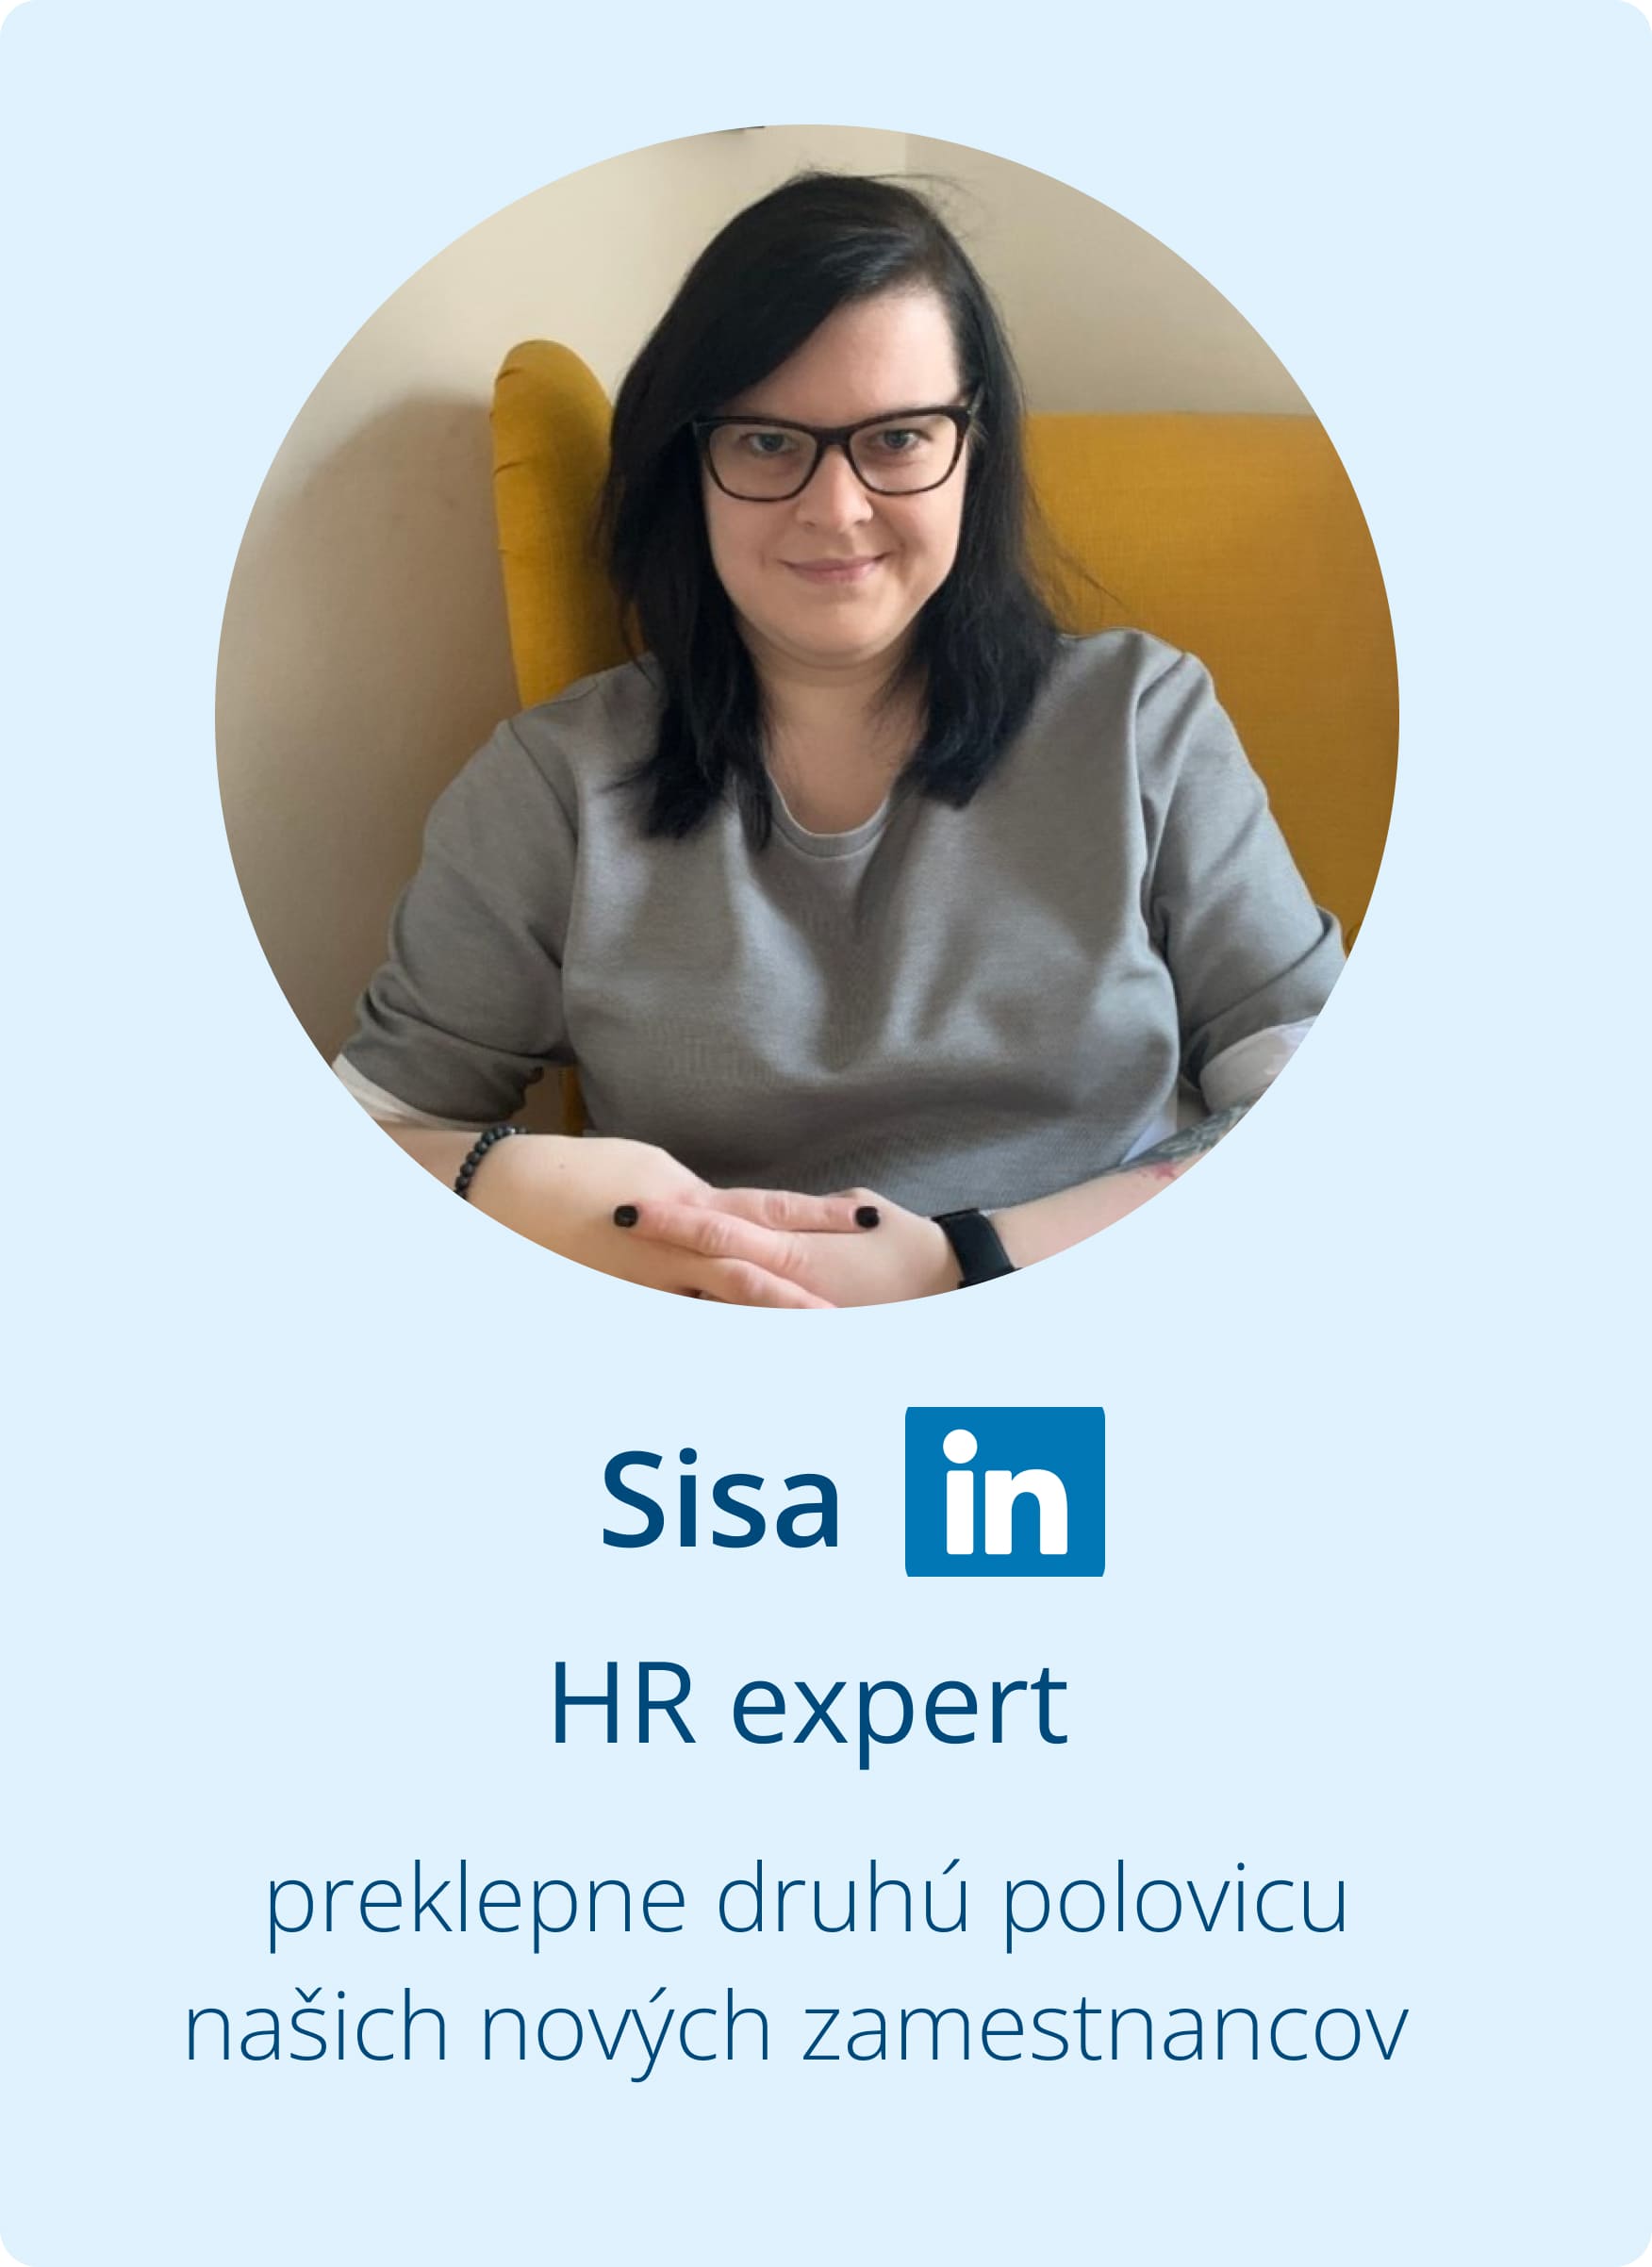 Sisa in
HR expert
preklepne druhú polovicu
našich nových zamestnancov